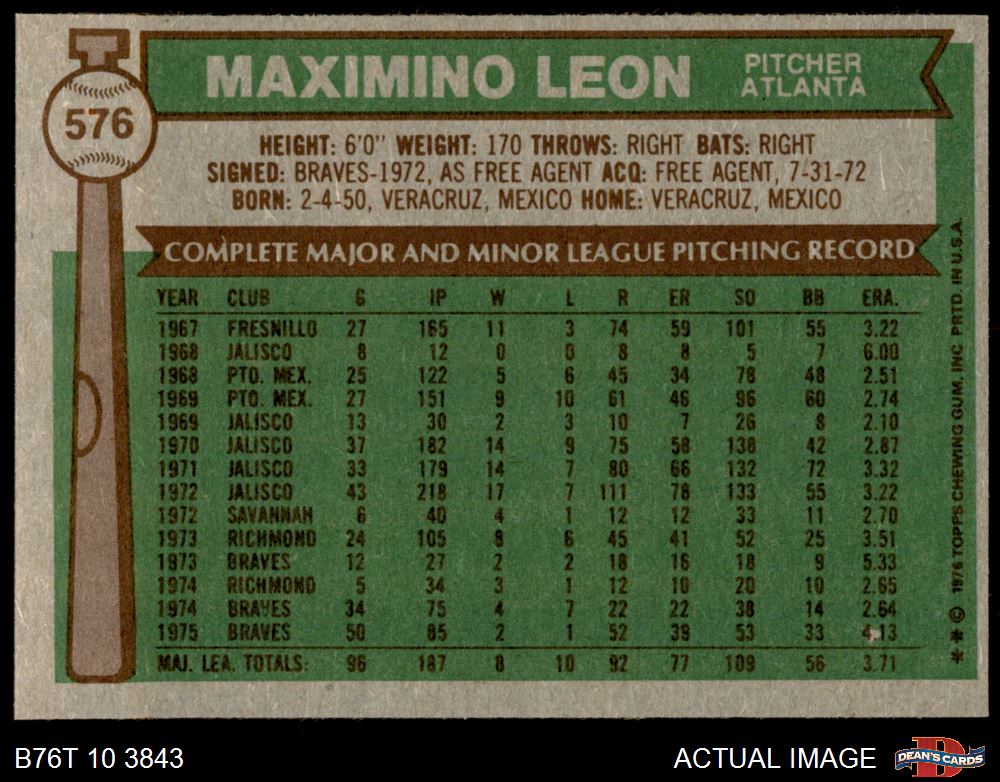 MAXIMINO LEON
PITCHER
ATLANTA
576
HEIGHT: 6'0" WEIGHT: 170 THROWS: RIGHT BATS: RIGHT
SIGNED: BRAVES-1972, AS FREE AGENT ACQ: FREE AGENT, 7-31-72
BORN: 2-4-50, VERACRUZ, MEXICO HOME: VERACRUZ, MEXICO
COMPLETE MAJOR AND MINOR LEAGUE PITCHING RECORD
YEAR CLUB G IP W L R ER SO BB ERA.
1967 FRESNILLO 27 165 11 3 74 59 101 55 3.22
1968 JALISCO 8 12 0 0 8 8 5 7 6.00
1968 PTO. MEX. 25 122 5 6 45 34 78 48 2.51
1969 PTO. MEX. 27 151 9 10 61 46 96 60 2.74
1969 JALISCO 13 30 2 3 10 7 26 8 2.10
1970 JALISCO 37 182 14 9 75 58 138 42 2.87
1971 JALISCO 33 179 14 7 80 66 132 72 3.32
1972 JALISCO 43 218 17 7 111 78 133 55 3.22
1972 SAVANNAH 6 40 4 1 12 12 33 11 2.70
1973 RICHMOND 24 105 8 6 45 41 52 25 3.51
1973 BRAVES 12 27 2 2 18 16 18 9 5.33
1974 RICHMOND 5 34 3 1 12 10 20 10 2.65
1974 BRAVES 34 75 4 7 22 22 38 14 2.64
1975 BRAVES 50 85 2 1 52 39 53 33 4.13
MAJ. LEA. TOTALS: 96 187 8 10 92 77 109 56 3.71
** © 1976 TOPPS CHEWING GUM, INC. PRTD. IN U.S.A.
B76T 10 3843
ACTUAL IMAGE
D
DEAN'S CARDS